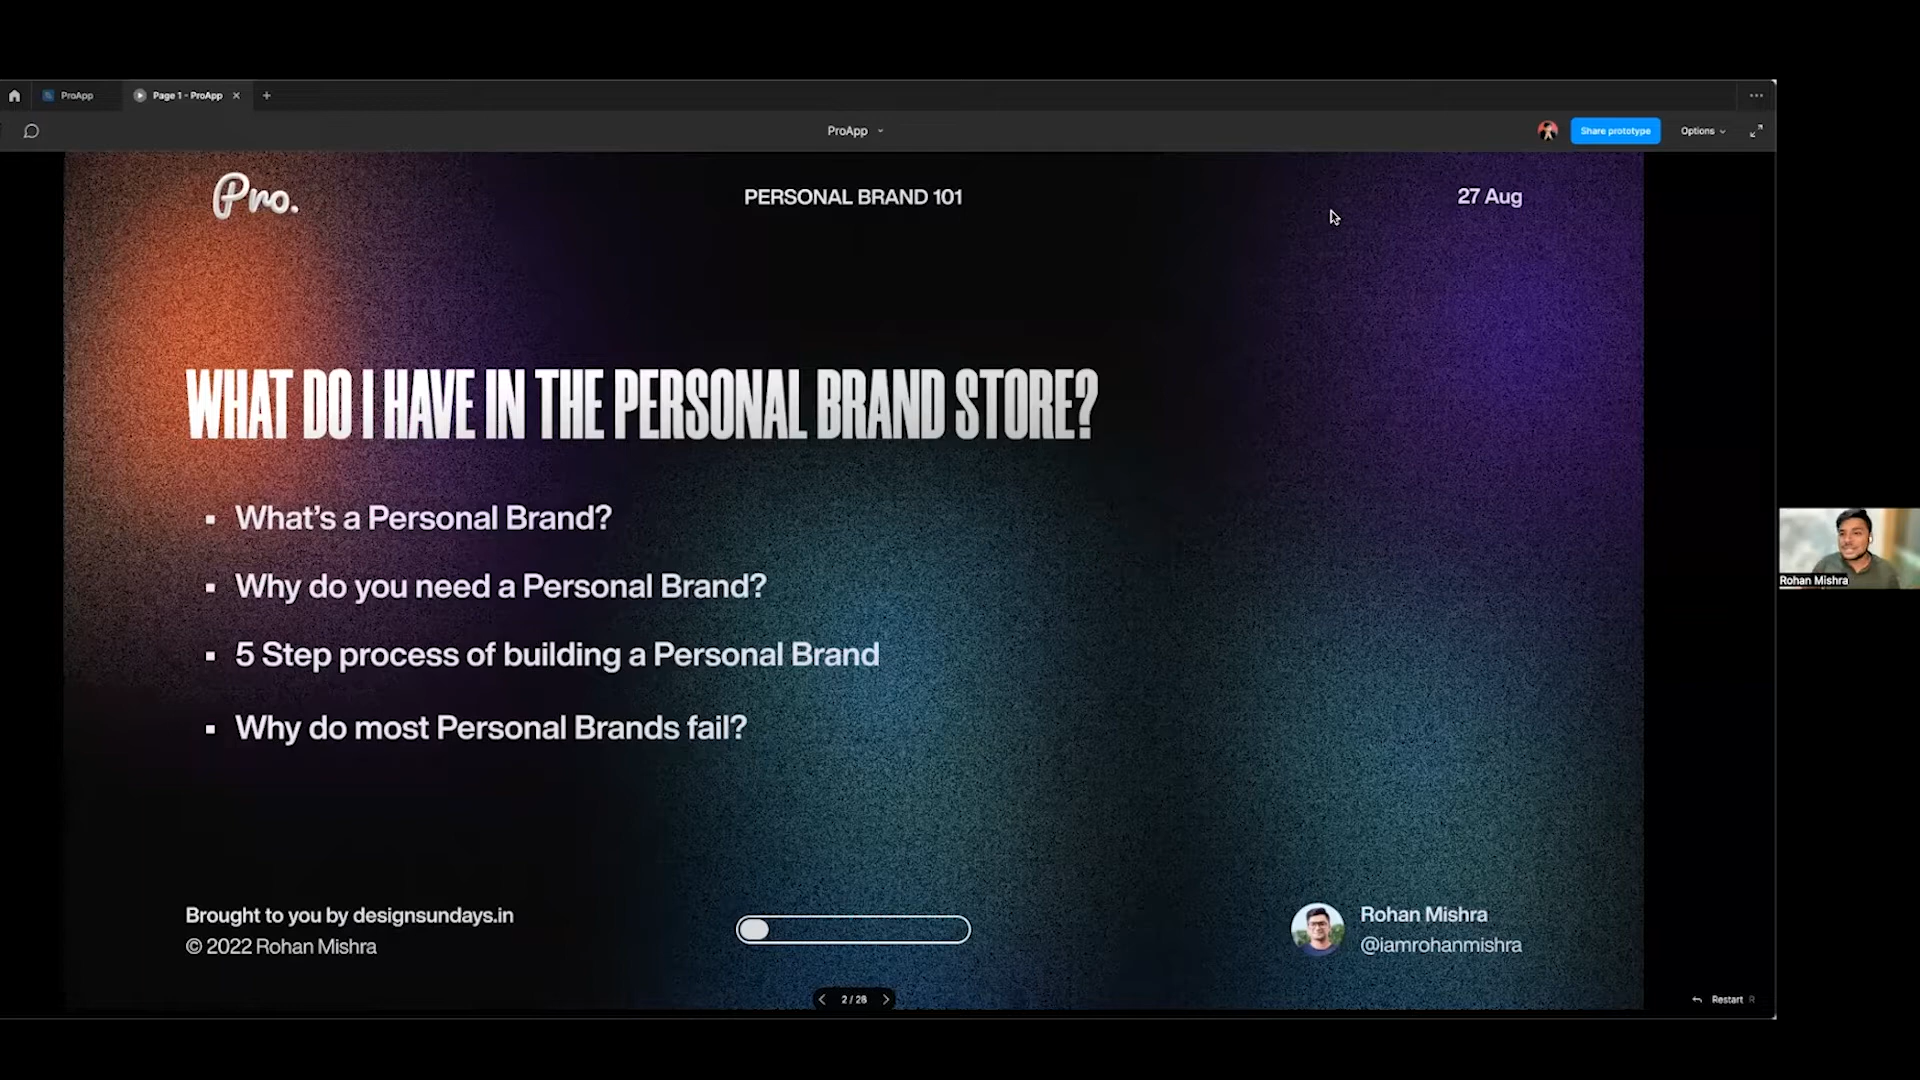 ProApp
Page 1 - ProApp
ProApp
Share prototype
Options
Pro.
PERSONAL BRAND 101
27 Aug
WHAT DO I HAVE IN THE PERSONAL BRAND STORE?
▪ What’s a Personal Brand?
▪ Why do you need a Personal Brand?
▪ 5 Step process of building a Personal Brand
▪ Why do most Personal Brands fail?
Rohan Mishra
Brought to you by designsundays.in
© 2022 Rohan Mishra
Rohan Mishra
@iamrohanmishra
2 / 28
Restart R